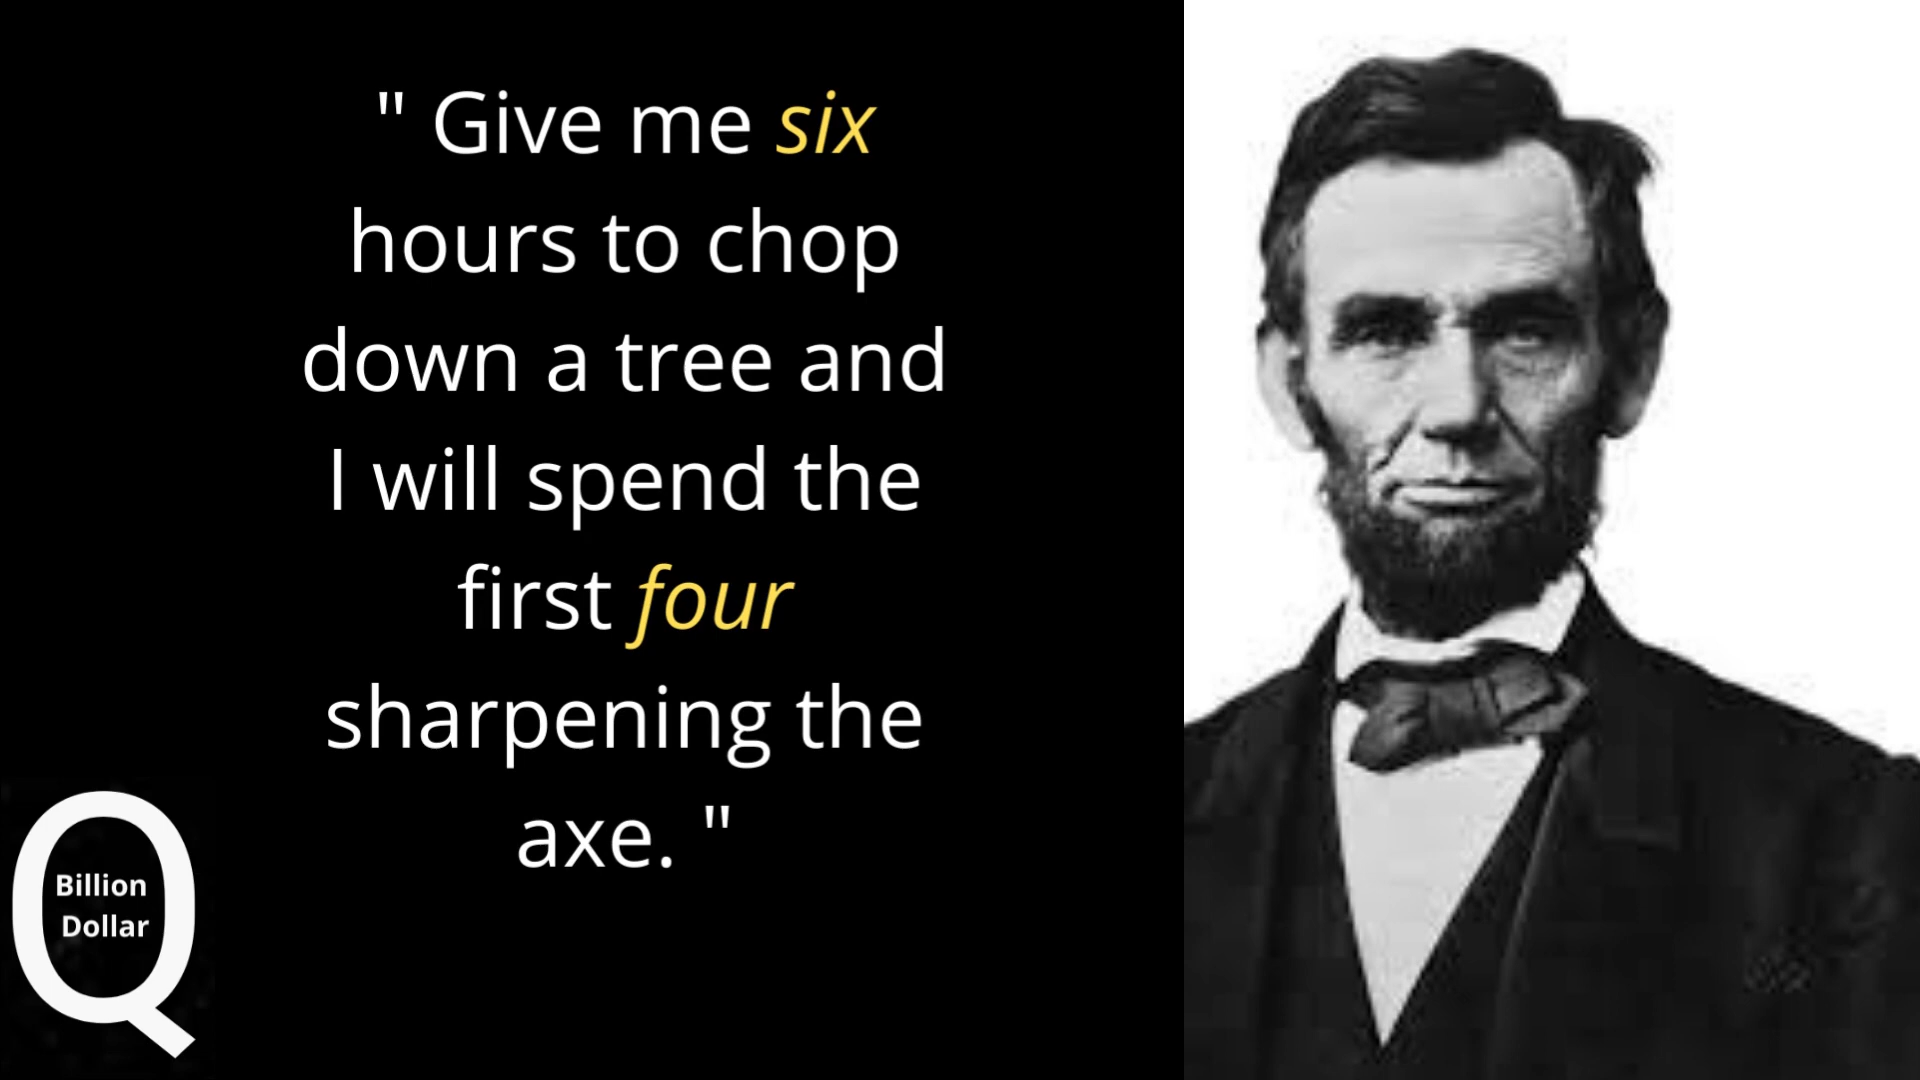 " Give me six
hours to chop
down a tree and
I will spend the
first four
sharpening the
axe. "
Q
Billion
Dollar